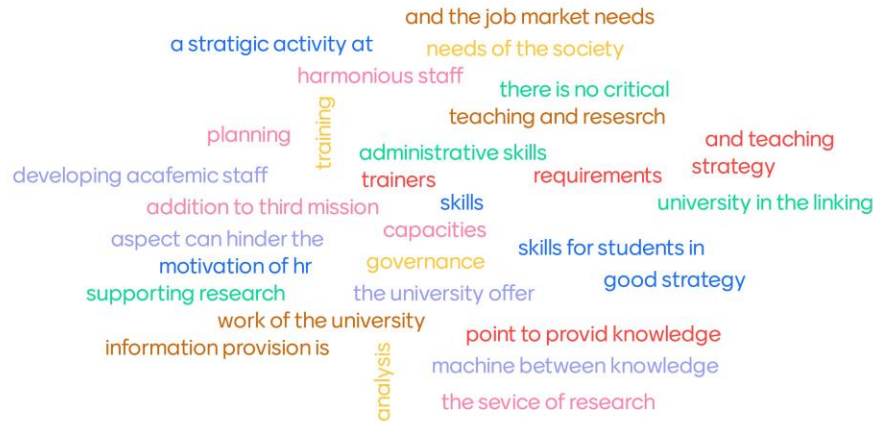 and the job market needs
a stratigic activity at
needs of the society
harmonious staff
there is no critical
training
teaching and resesrch
planning
and teaching
administrative skills
strategy
developing acafemic staff
trainers
requirements
addition to third mission
skills
university in the linking
capacities
aspect can hinder the
skills for students in
motivation of hr
governance
good strategy
supporting research
the university offer
work of the university
point to provid knowledge
information provision is
machine between knowledge
analysis
the sevice of research